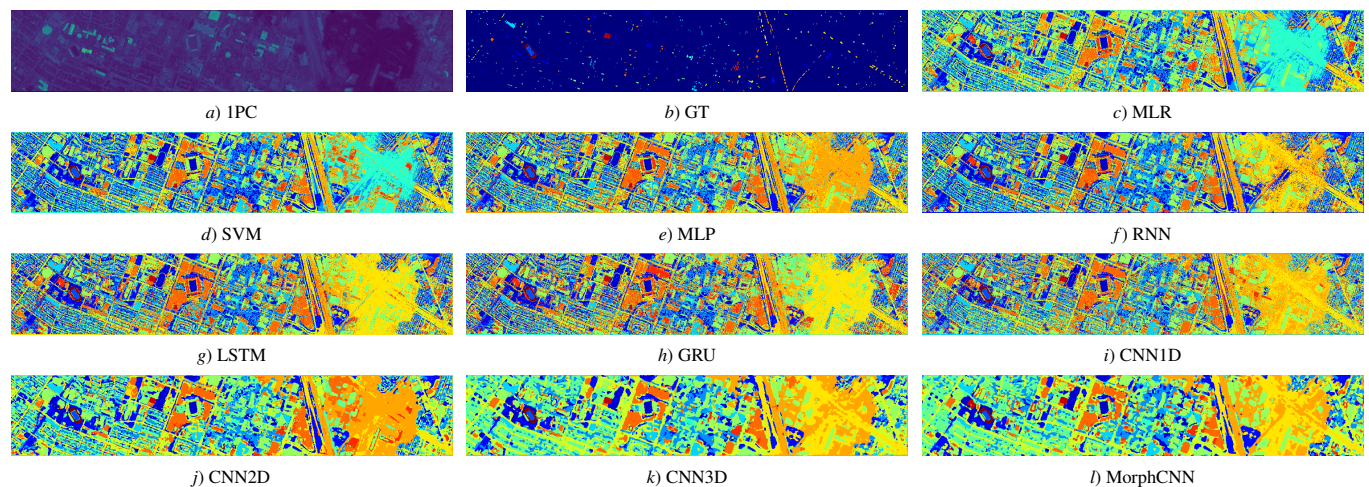 a) 1PC
b) GT
c) MLR
d) SVM
e) MLP
f) RNN
g) LSTM
h) GRU
i) CNN1D
j) CNN2D
k) CNN3D
l) MorphCNN